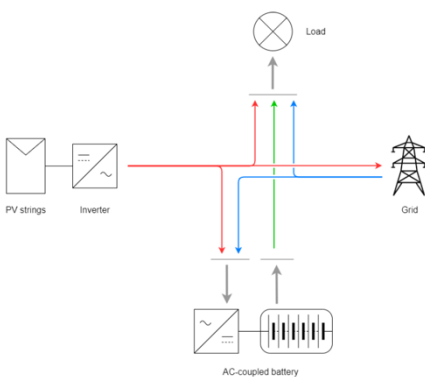 Load
PV strings
Inverter
Grid
AC-coupled battery